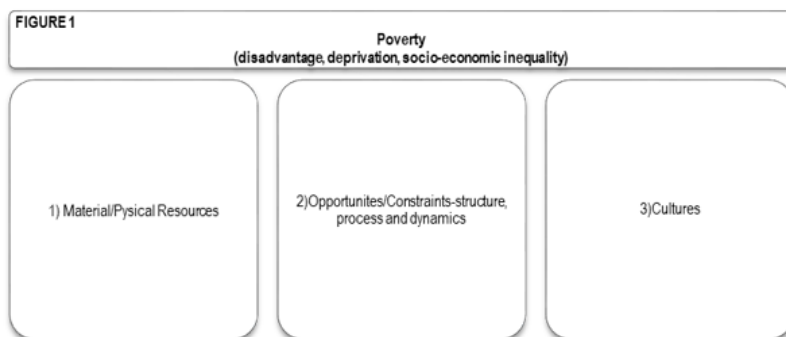 FIGURE 1
Poverty
(disadvantage, deprivation, socio-economic inequality)
1) Material/Pysical Resources
2)Opportunites/Constraints-structure,
process and dynamics
3)Cultures